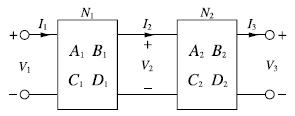 N₁ N₂
I₁ I₂ I₃
+ A₁ B₁ + A₂ B₂ +
V₁ V₂ V₃
− C₁ D₁ − C₂ D₂ −